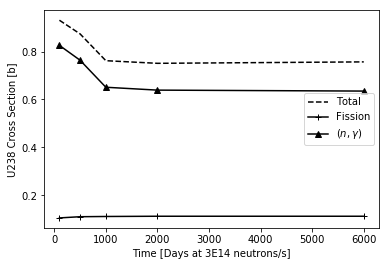 0.8
0.6
0.4
0.2
U238 Cross Section [b]
Total
Fission
(n, γ)
0 1000 2000 3000 4000 5000 6000
Time [Days at 3E14 neutrons/s]